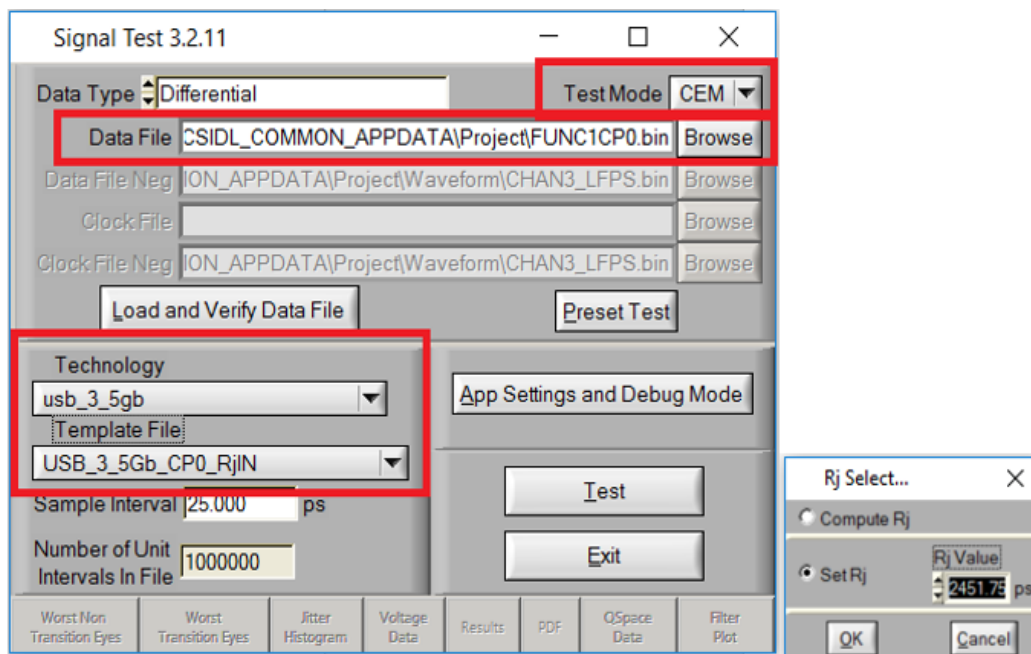 Signal Test 3.2.11
Data Type Differential Test Mode CEM
Data File CSIDL_COMMON_APPDATA\Project\FUNC1CP0.bin Browse
Data File Neg ION_APPDATA\Project\Waveform\CHAN3_LFPS.bin Browse
Clock File Browse
Clock File Neg ION_APPDATA\Project\Waveform\CHAN3_LFPS.bin Browse
Load and Verify Data File Preset Test
Technology
usb_3_5gb
App Settings and Debug Mode
Template File
USB_3_5Gb_CP0_RjIN
Sample Interval 25.000 ps
Test
Number of Unit
Intervals In File 1000000
Exit
Worst Non
Transition Eyes
Worst
Transition Eyes
Jitter
Histogram
Voltage
Data
Results
PDF
QSpace
Data
Filter
Plot
Rj Select...
Compute Rj
Rj Value
Set Rj 2451.75 ps
OK Cancel